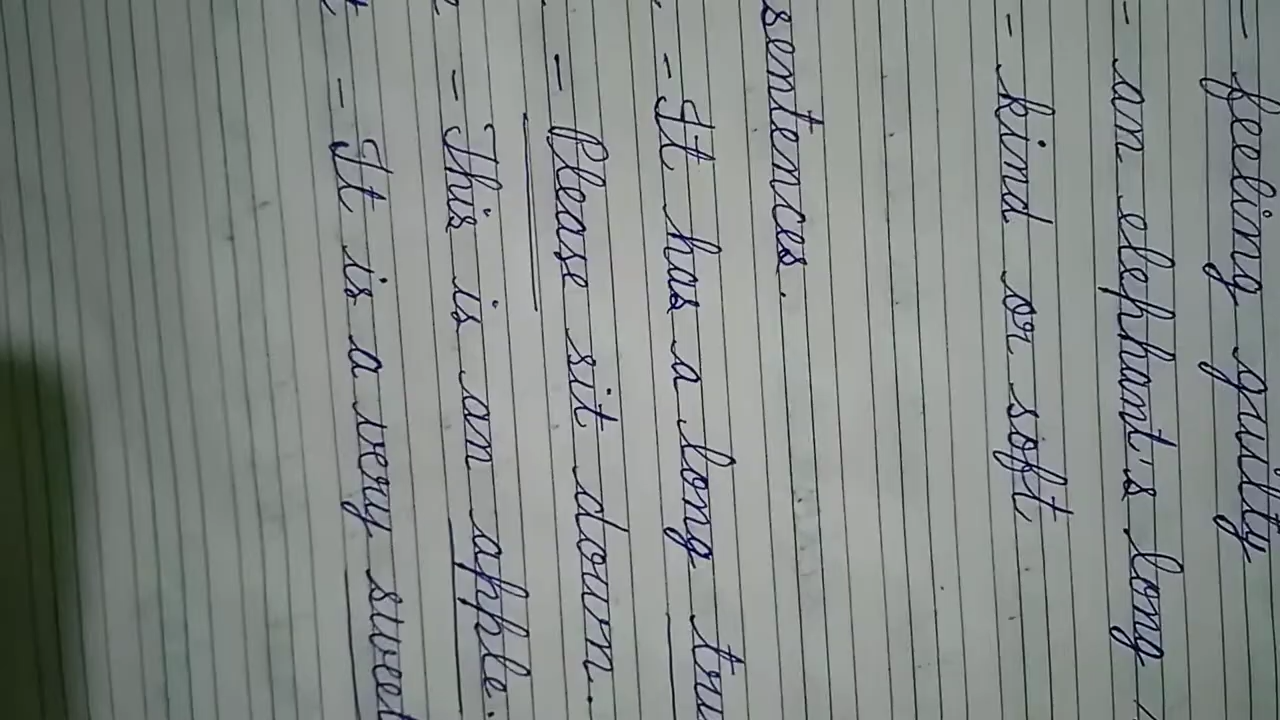 - feeling guilty
- an elephant's long
- kind or soft
sentences.
- It has a long
- Please sit down.
- This is an apple.
- It is a very sweet